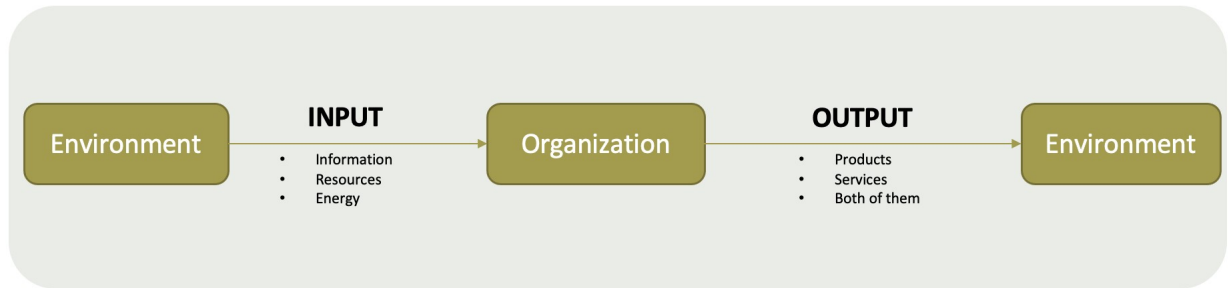 Environment
INPUT
• Information
• Resources
• Energy
Organization
OUTPUT
• Products
• Services
• Both of them
Environment